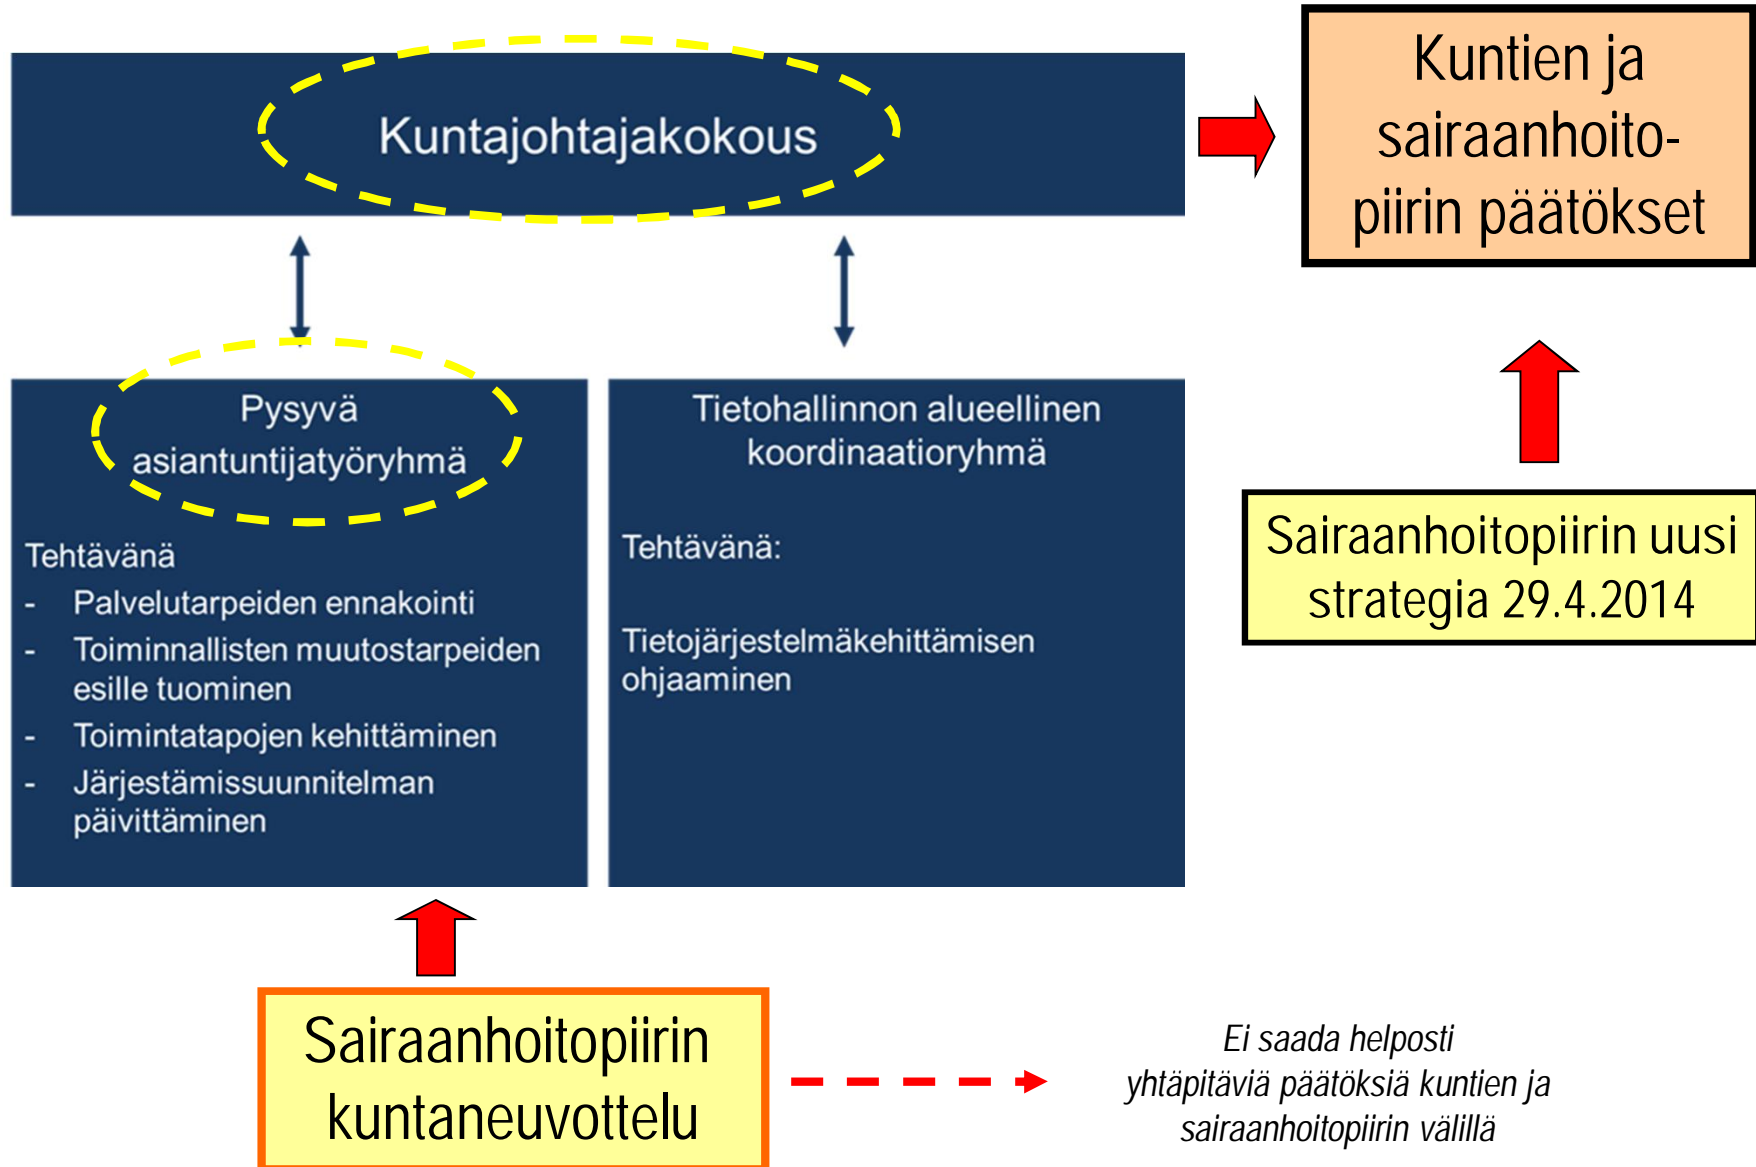 Kuntajohtajakokous
Kuntien ja
sairaanhoito-
piirin päätökset
Pysyvä
asiantuntijatyöryhmä
Tehtävänä
- Palvelutarpeiden ennakointi
- Toiminnallisten muutostarpeiden
esille tuominen
- Toimintatapojen kehittäminen
- Järjestämissuunnitelman
päivittäminen
Tietohallinnon alueellinen
koordinaatioryhmä
Tehtävänä:
Tietojärjestelmäkehittämisen
ohjaaminen
Sairaanhoitopiirin uusi
strategia 29.4.2014
Sairaanhoitopiirin
kuntaneuvottelu
Ei saada helposti
yhtäpitäviä päätöksiä kuntien ja
sairaanhoitopiirin välillä